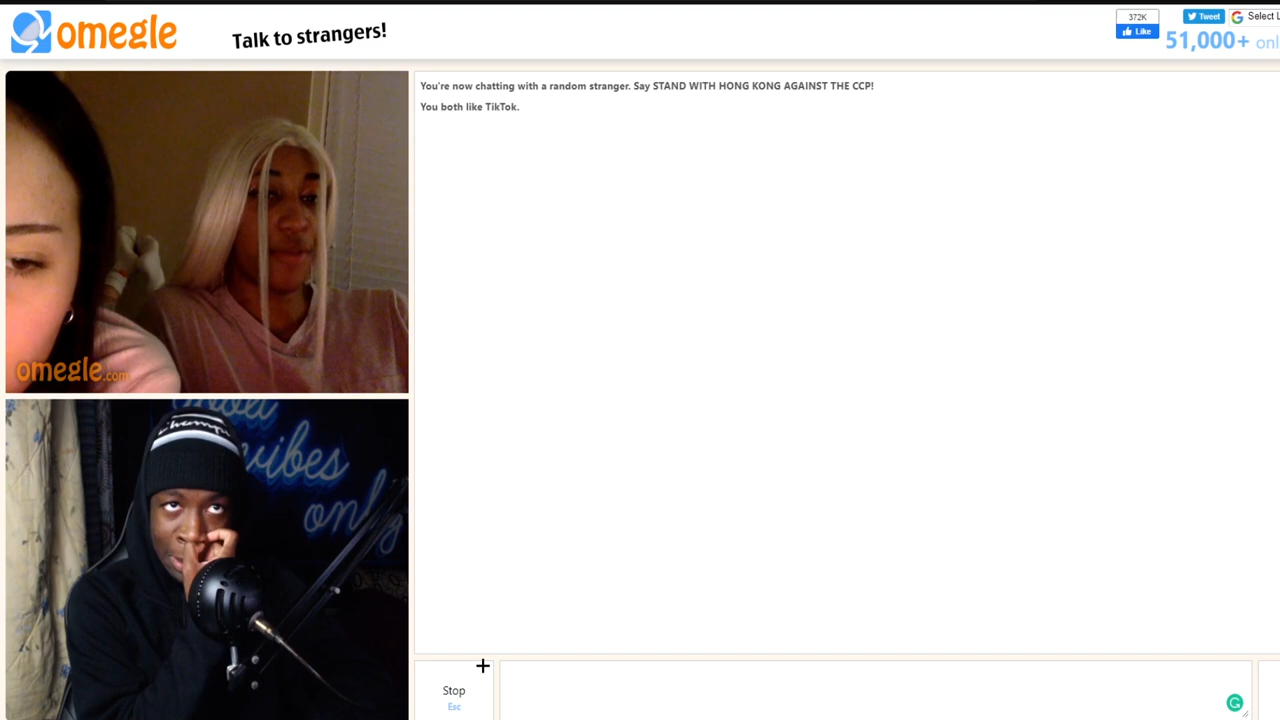 omegle
Talk to strangers!
372K
Like
Tweet
Select L
51,000+ onl
You're now chatting with a random stranger. Say STAND WITH HONG KONG AGAINST THE CCP!
You both like TikTok.
omegle.com
vibes
only
Stop
Esc